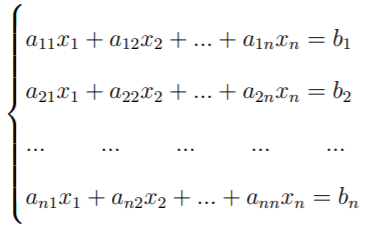 a₁₁x₁ + a₁₂x₂ + ... + a₁ₙxₙ = b₁
a₂₁x₁ + a₂₂x₂ + ... + a₂ₙxₙ = b₂
... ... ... ... ...
aₙ₁x₁ + aₙ₂x₂ + ... + aₙₙxₙ = bₙ